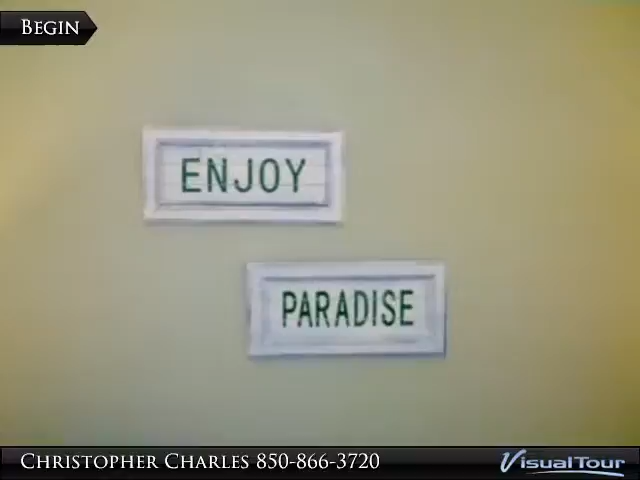 Begin
ENJOY
PARADISE
Christopher Charles 850-866-3720
VisualTour